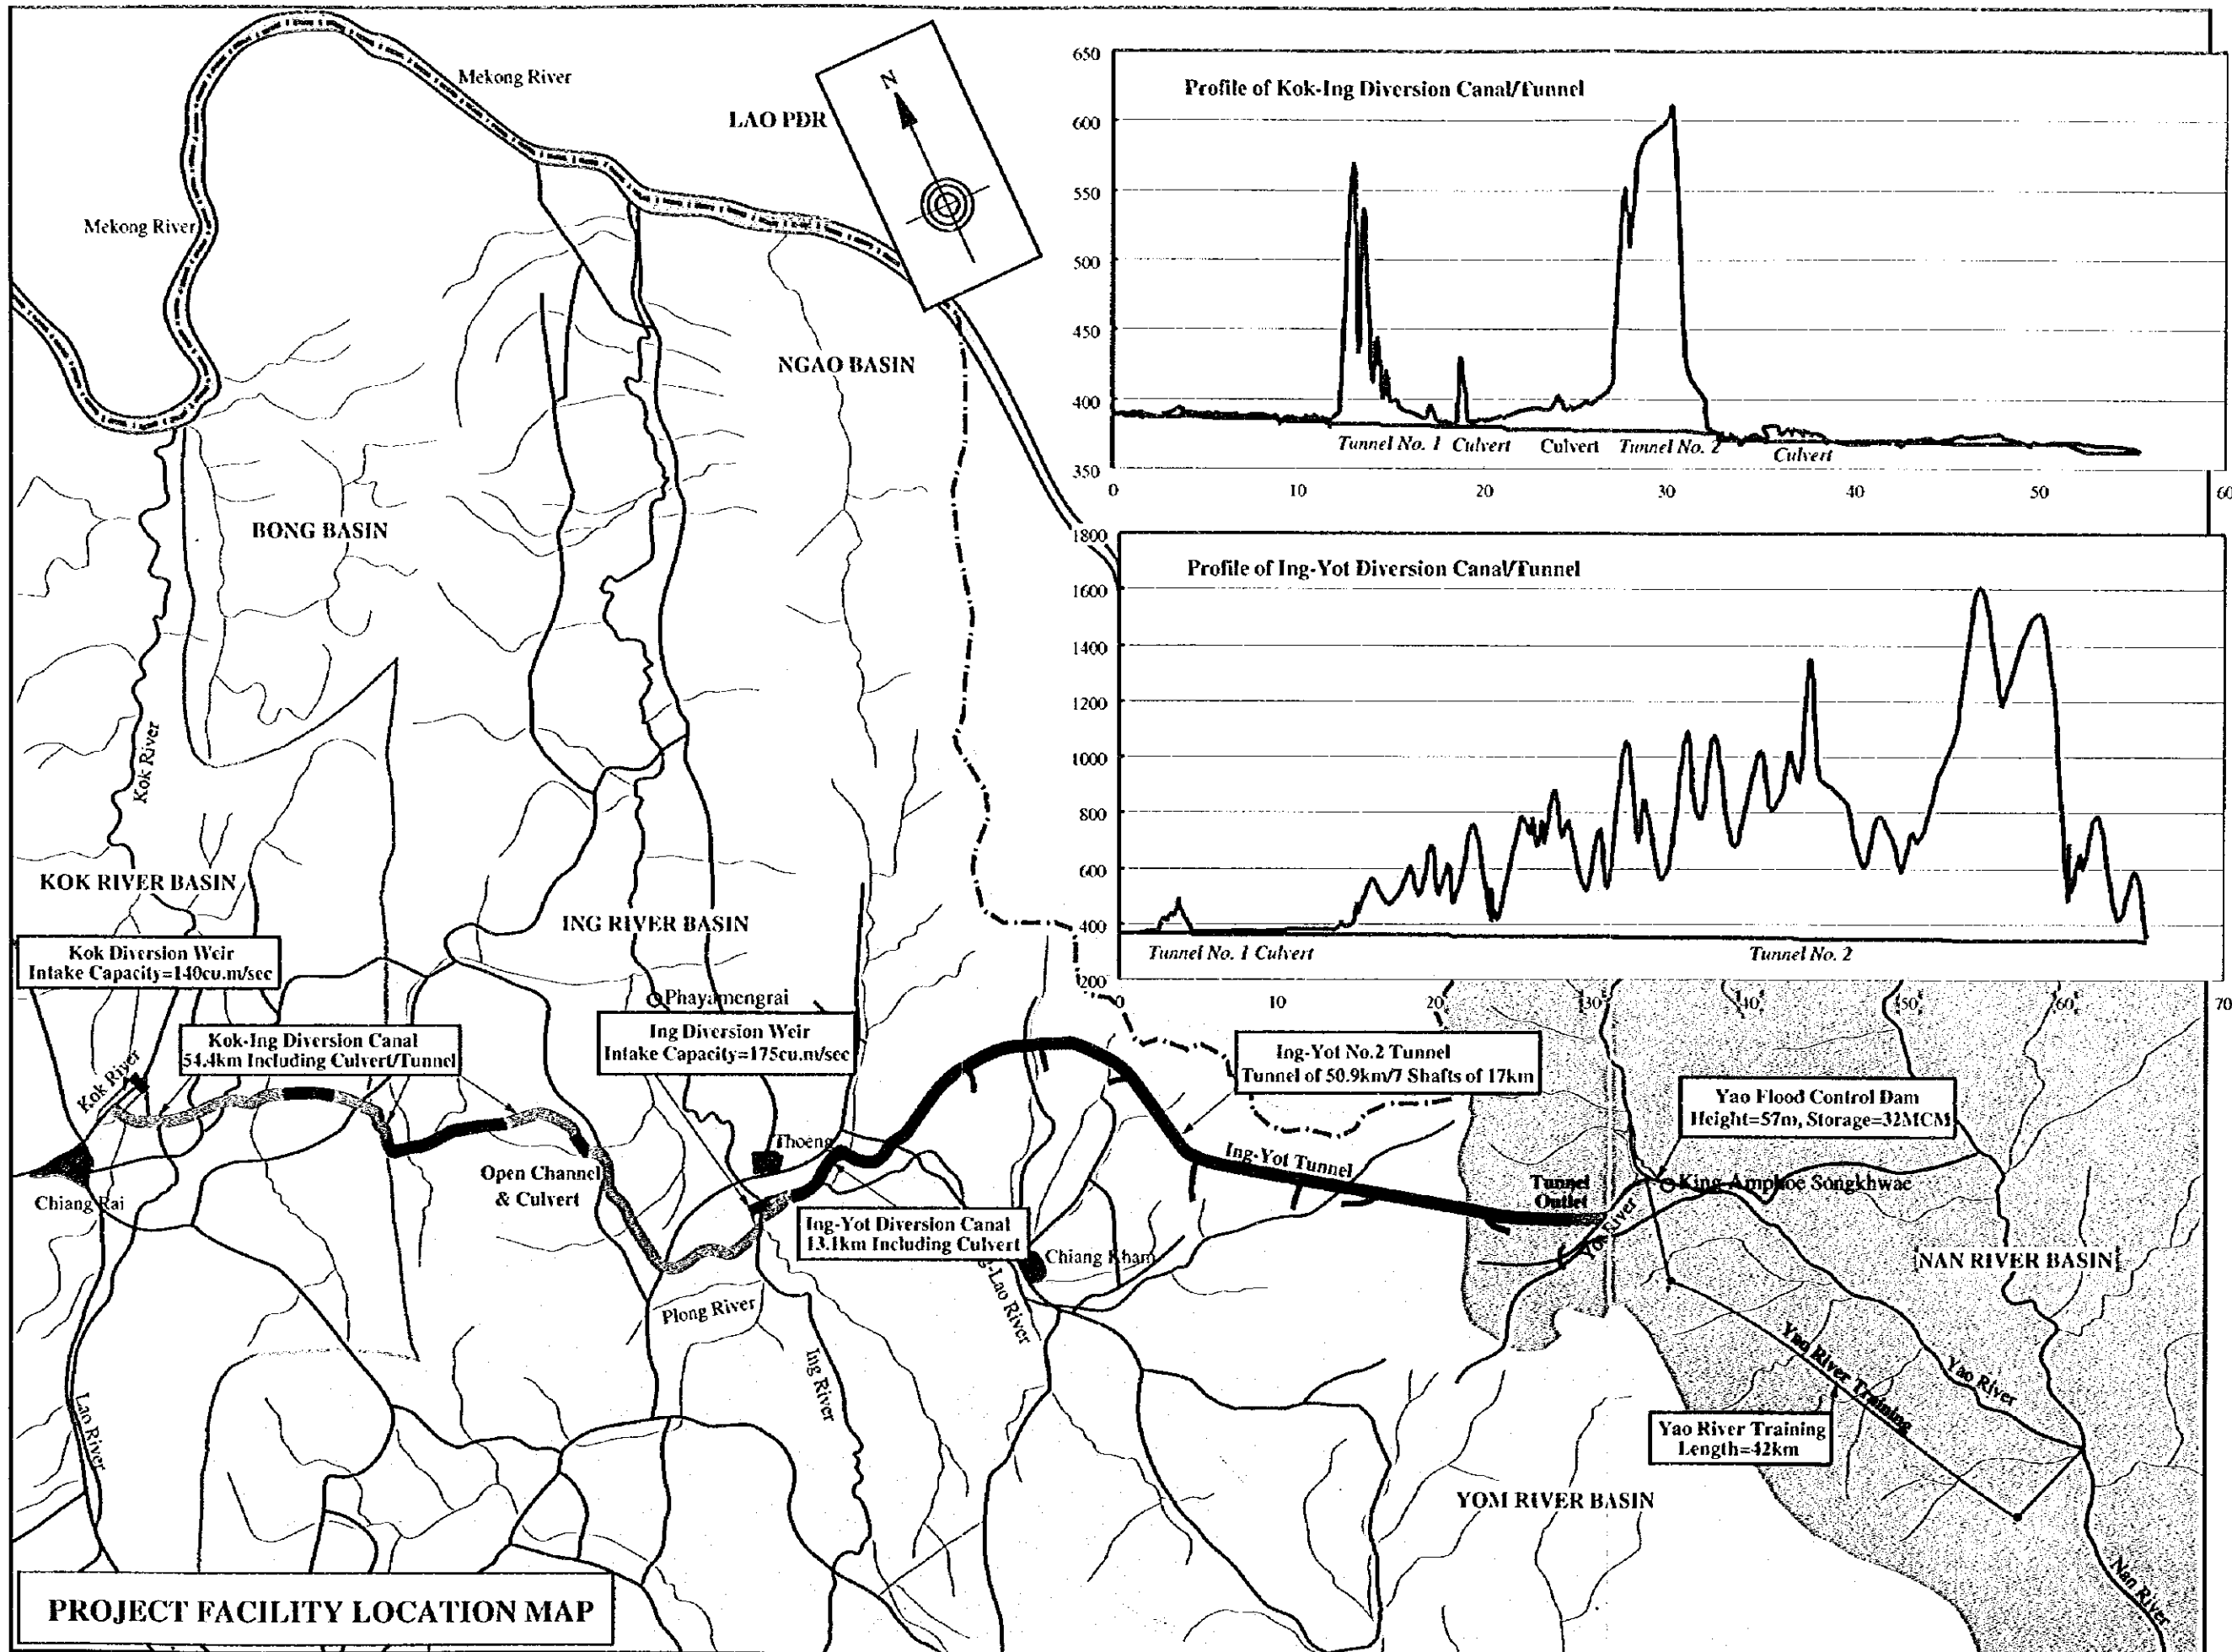 Mekong River
LAO PDR
N
Mekong River
NGAO BASIN
BONG BASIN
Kok River
KOK RIVER BASIN
ING RIVER BASIN
Profile of Kok-Ing Diversion Canal/Tunnel
650
600
550
500
450
400
350
Tunnel No. 1 Culvert Culvert Tunnel No. 2
Culvert
0 10 20 30 40 50 60
Profile of Ing-Yot Diversion Canal/Tunnel
1800
1600
1400
1200
1000
800
600
400
200
Tunnel No. 1 Culvert Tunnel No. 2
0 10 20 30 40 50 60 70
Kok Diversion Weir
Intake Capacity=140cu.m/sec
Phayamengrai
Kok-Ing Diversion Canal
54.4km Including Culvert/Tunnel
Ing Diversion Weir
Intake Capacity=175cu.m/sec
Ing-Yot No.2 Tunnel
Tunnel of 50.9km/7 Shafts of 17km
Yao Flood Control Dam
Height=57m, Storage=32MCM
Kok River
Thoeng
Ing-Yot Tunnel
Open Channel
& Culvert
Tunnel
Outlet
King Amphoe Songkhwae
Chiang Rai
Yot River
Ing-Yot Diversion Canal
13.1km Including Culvert
Chiang Kham
NAN RIVER BASIN
-Lao River
Plong River
Ing River
Lao River
Yao River Training
Yao River
Yao River Training
Length=42km
YOM RIVER BASIN
Nan River
PROJECT FACILITY LOCATION MAP